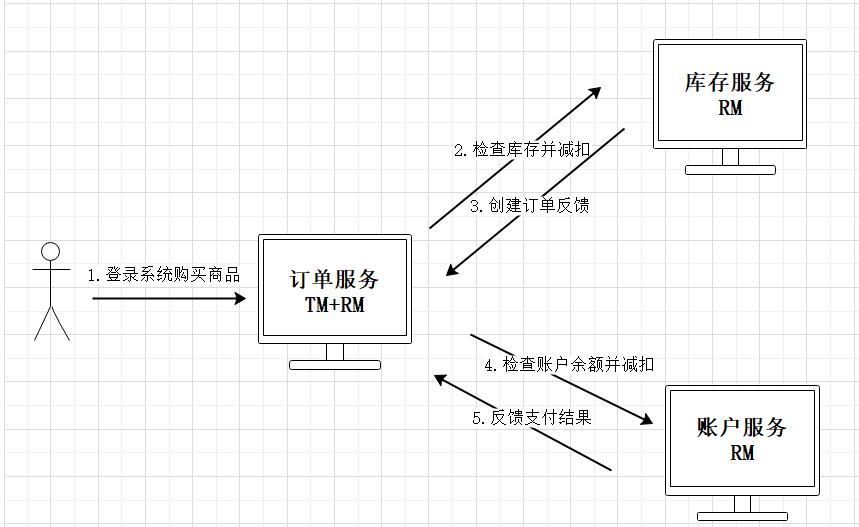 库存服务
RM
2.检查库存并减扣
3.创建订单反馈
1.登录系统购买商品
订单服务
TM+RM
4.检查账户余额并减扣
5.反馈支付结果
账户服务
RM